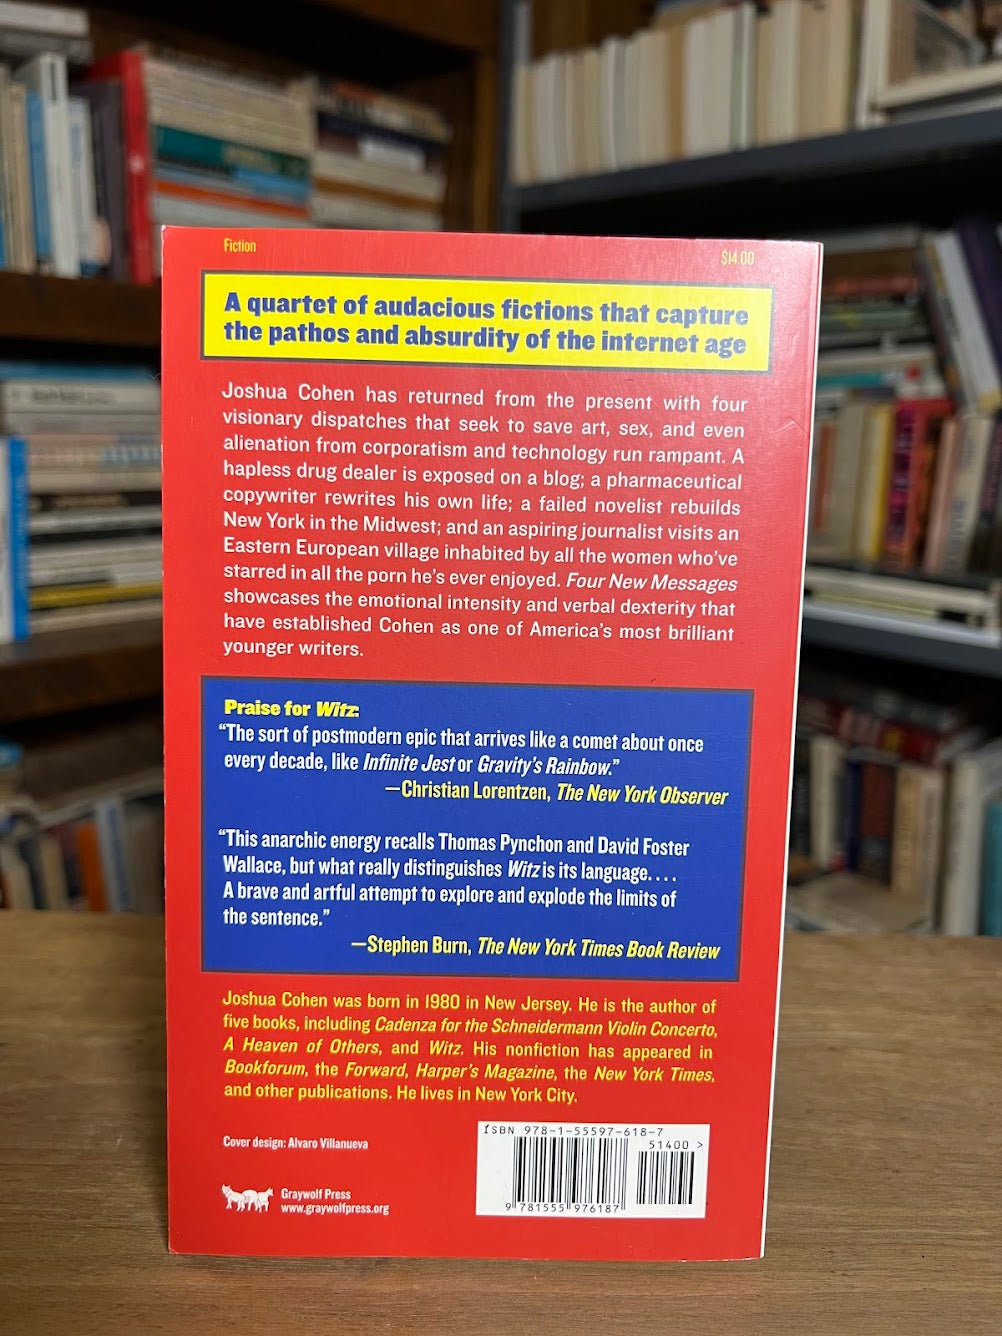 Fiction
$14.00
A quartet of audacious fictions that capture
the pathos and absurdity of the internet age
Joshua Cohen has returned from the present with four
visionary dispatches that seek to save art, sex, and even
alienation from corporatism and technology run rampant. A
hapless drug dealer is exposed on a blog; a pharmaceutical
copywriter rewrites his own life; a failed novelist rebuilds
New York in the Midwest; and an aspiring journalist visits an
Eastern European village inhabited by all the women who've
starred in all the porn he's ever enjoyed. Four New Messages
showcases the emotional intensity and verbal dexterity that
have established Cohen as one of America's most brilliant
younger writers.
Praise for Witz:
“The sort of postmodern epic that arrives like a comet about once
every decade, like Infinite Jest or Gravity's Rainbow.”
—Christian Lorentzen, The New York Observer
“This anarchic energy recalls Thomas Pynchon and David Foster
Wallace, but what really distinguishes Witz is its language. . . .
A brave and artful attempt to explore and explode the limits of
the sentence.”
—Stephen Burn, The New York Times Book Review
Joshua Cohen was born in 1980 in New Jersey. He is the author of
five books, including Cadenza for the Schneidermann Violin Concerto,
A Heaven of Others, and Witz. His nonfiction has appeared in
Bookforum, the Forward, Harper's Magazine, the New York Times,
and other publications. He lives in New York City.
Cover design: Alvaro Villanueva
Graywolf Press
www.graywolfpress.org
ISBN 978-1-55597-618-7
51400 >
9 781555 976187